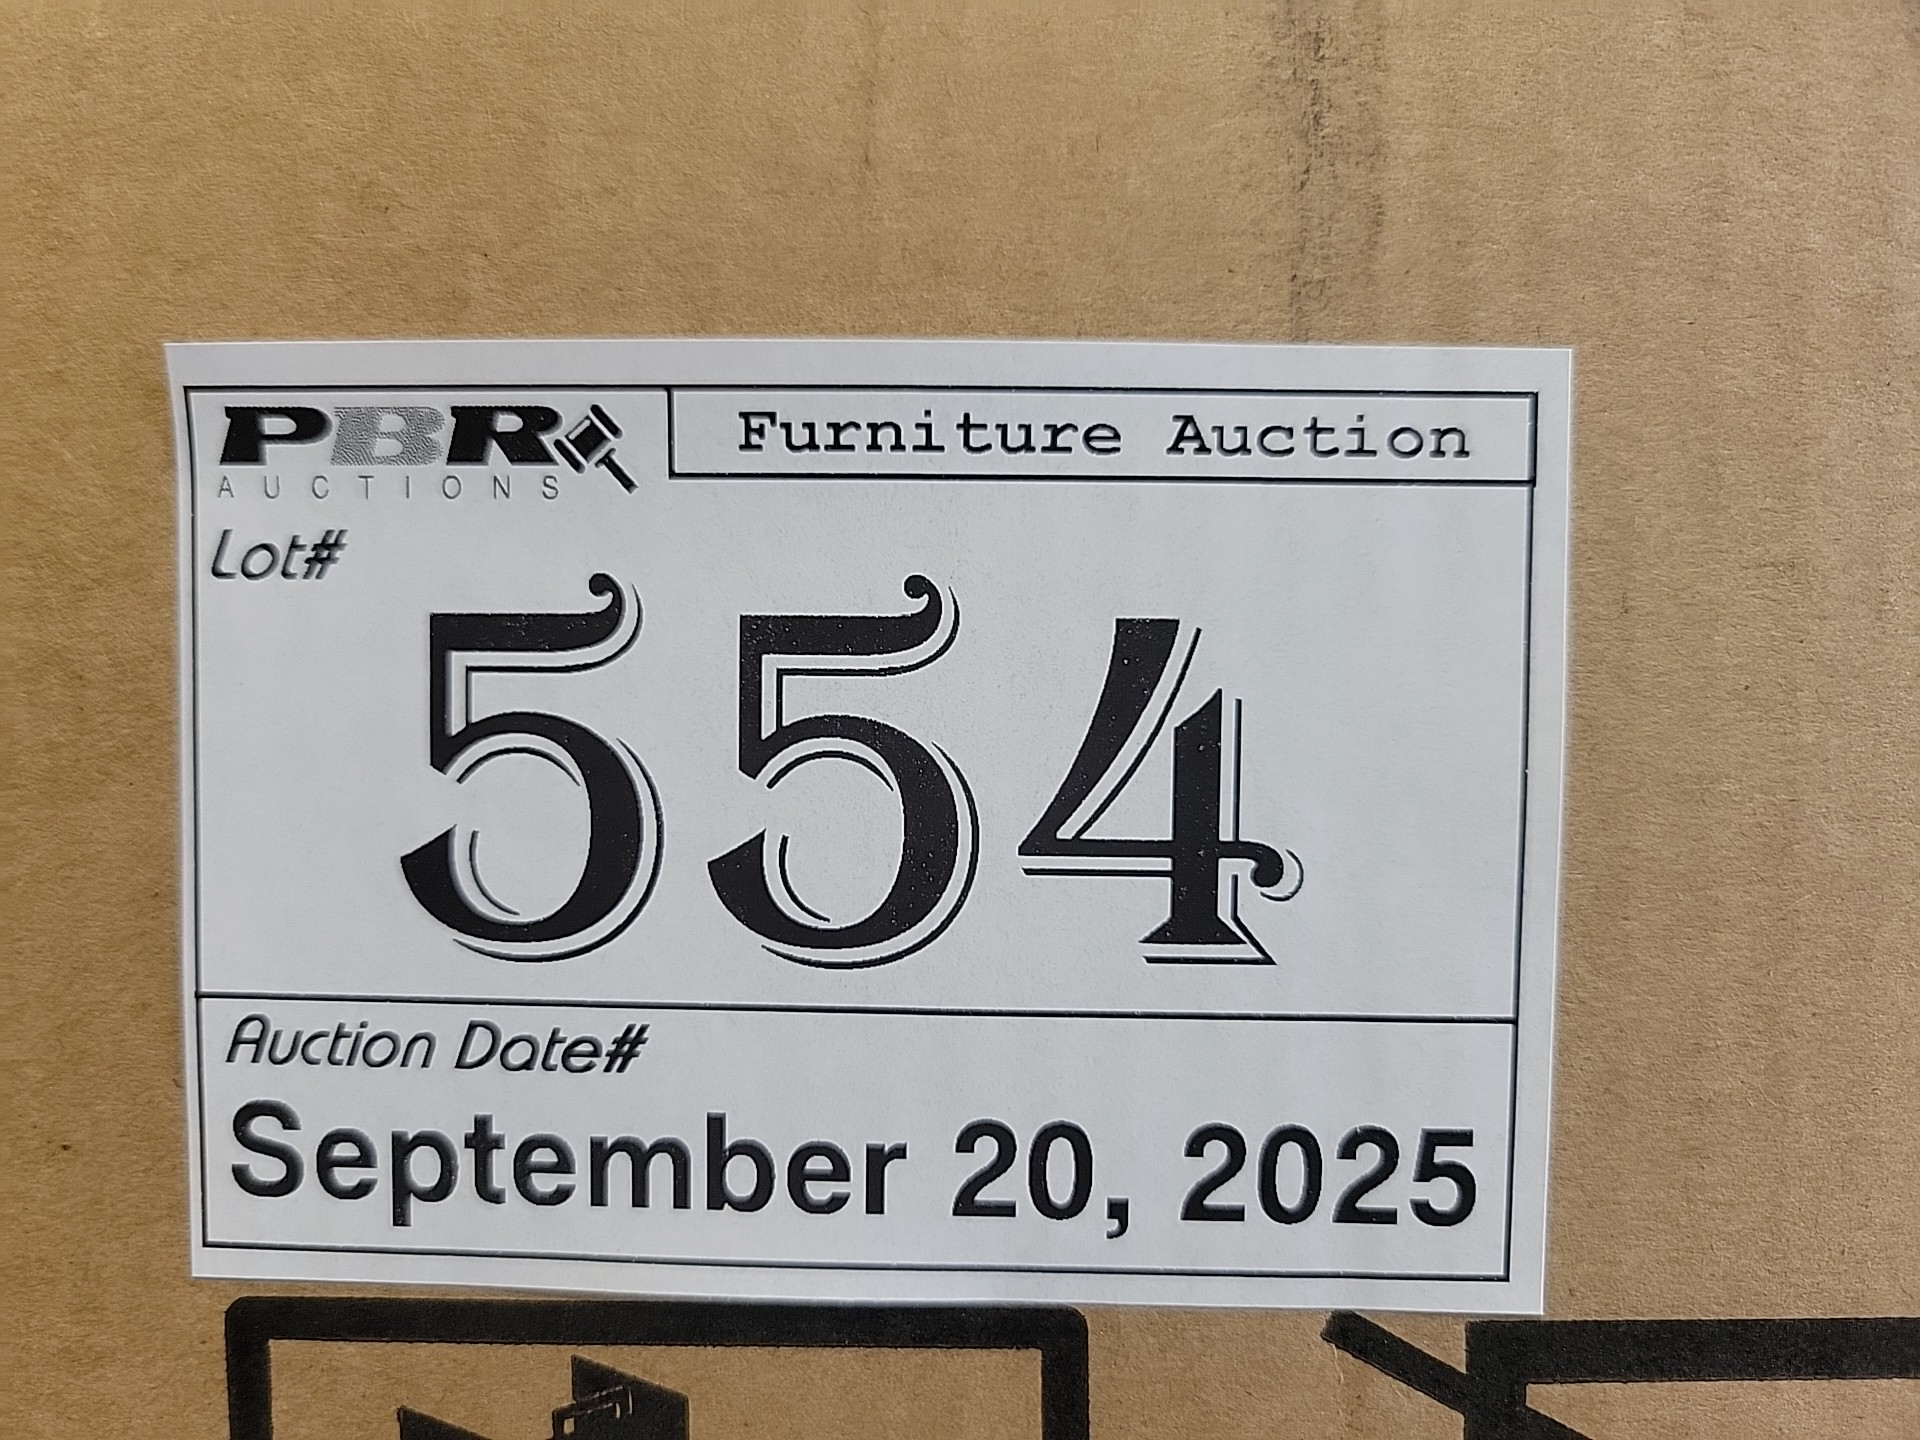 PBR
AUCTIONS
Furniture Auction
Lot#
554
Auction Date#
September 20, 2025